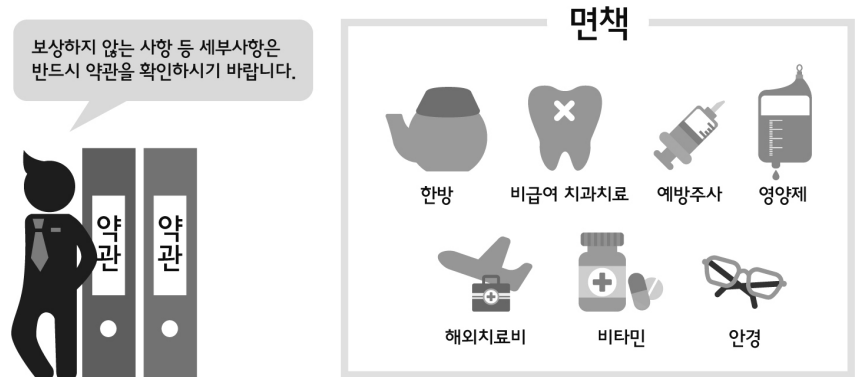 보상하지 않는 사항 등 세부사항은
반드시 약관을 확인하시기 바랍니다.
약관
약관
면책
한방
비급여 치과치료
예방주사
영양제
해외치료비
비타민
안경